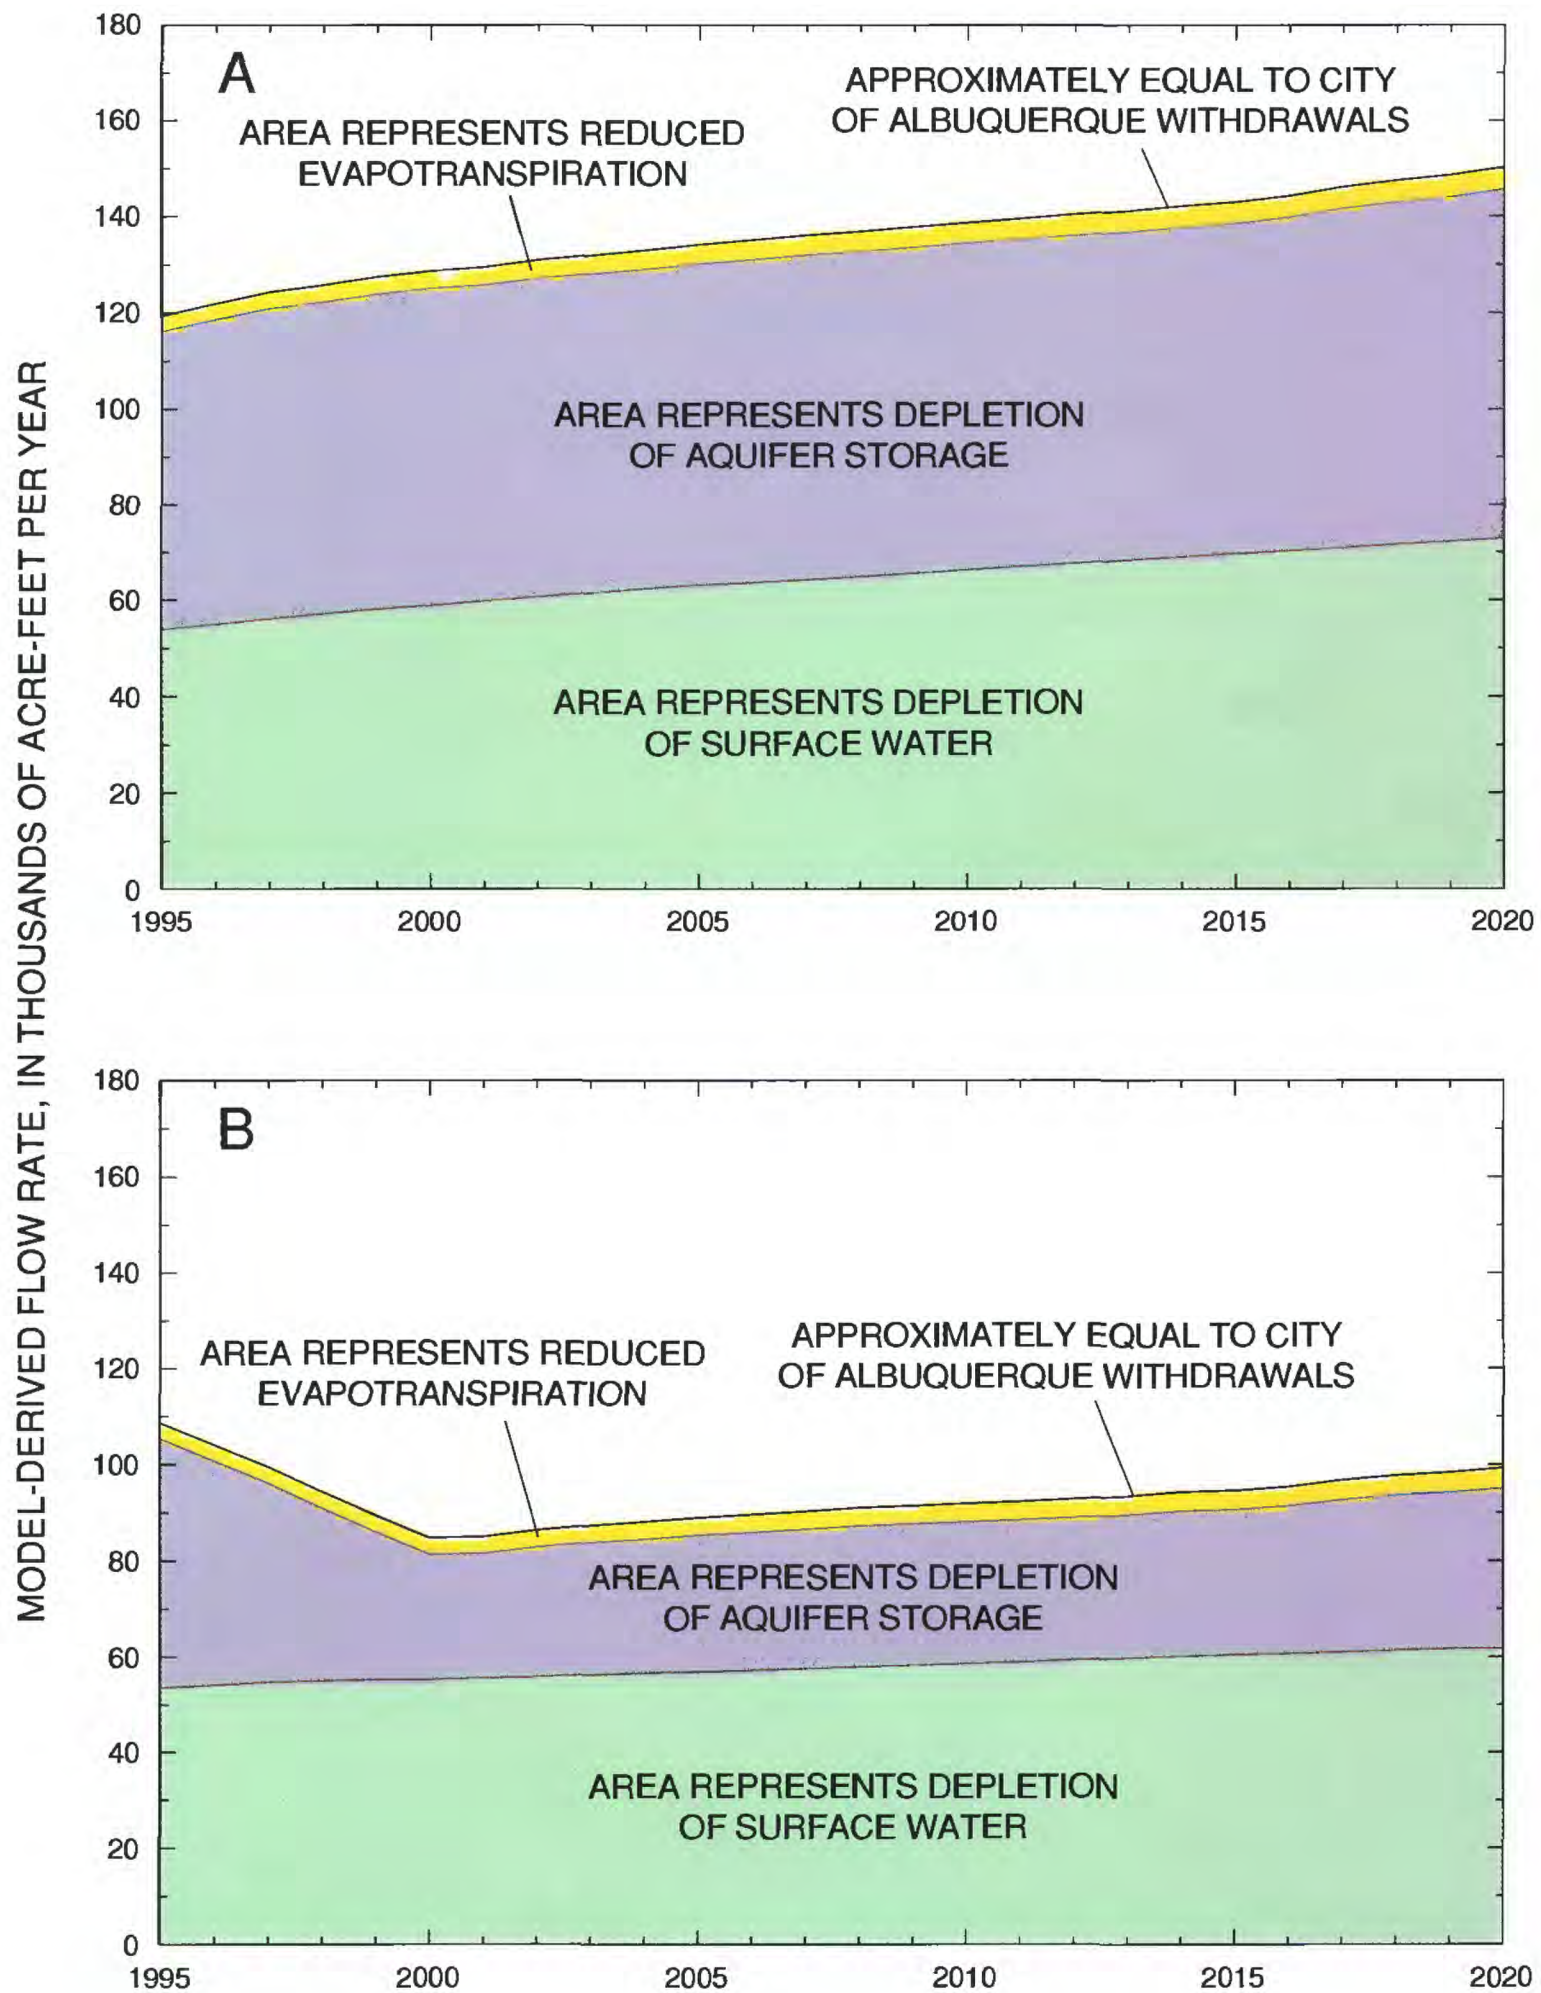 MODEL-DERIVED FLOW RATE, IN THOUSANDS OF ACRE-FEET PER YEAR
180
160
140
120
100
80
60
40
20
0
A
AREA REPRESENTS REDUCED
EVAPOTRANSPIRATION
APPROXIMATELY EQUAL TO CITY
OF ALBUQUERQUE WITHDRAWALS
AREA REPRESENTS DEPLETION
OF AQUIFER STORAGE
AREA REPRESENTS DEPLETION
OF SURFACE WATER
1995 2000 2005 2010 2015 2020
180
160
140
120
100
80
60
40
20
0
B
AREA REPRESENTS REDUCED
EVAPOTRANSPIRATION
APPROXIMATELY EQUAL TO CITY
OF ALBUQUERQUE WITHDRAWALS
AREA REPRESENTS DEPLETION
OF AQUIFER STORAGE
AREA REPRESENTS DEPLETION
OF SURFACE WATER
1995 2000 2005 2010 2015 2020